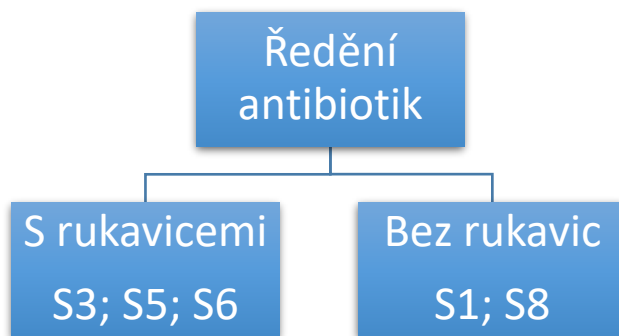 Ředění
antibiotik
S rukavicemi
S3; S5; S6
Bez rukavic
S1; S8